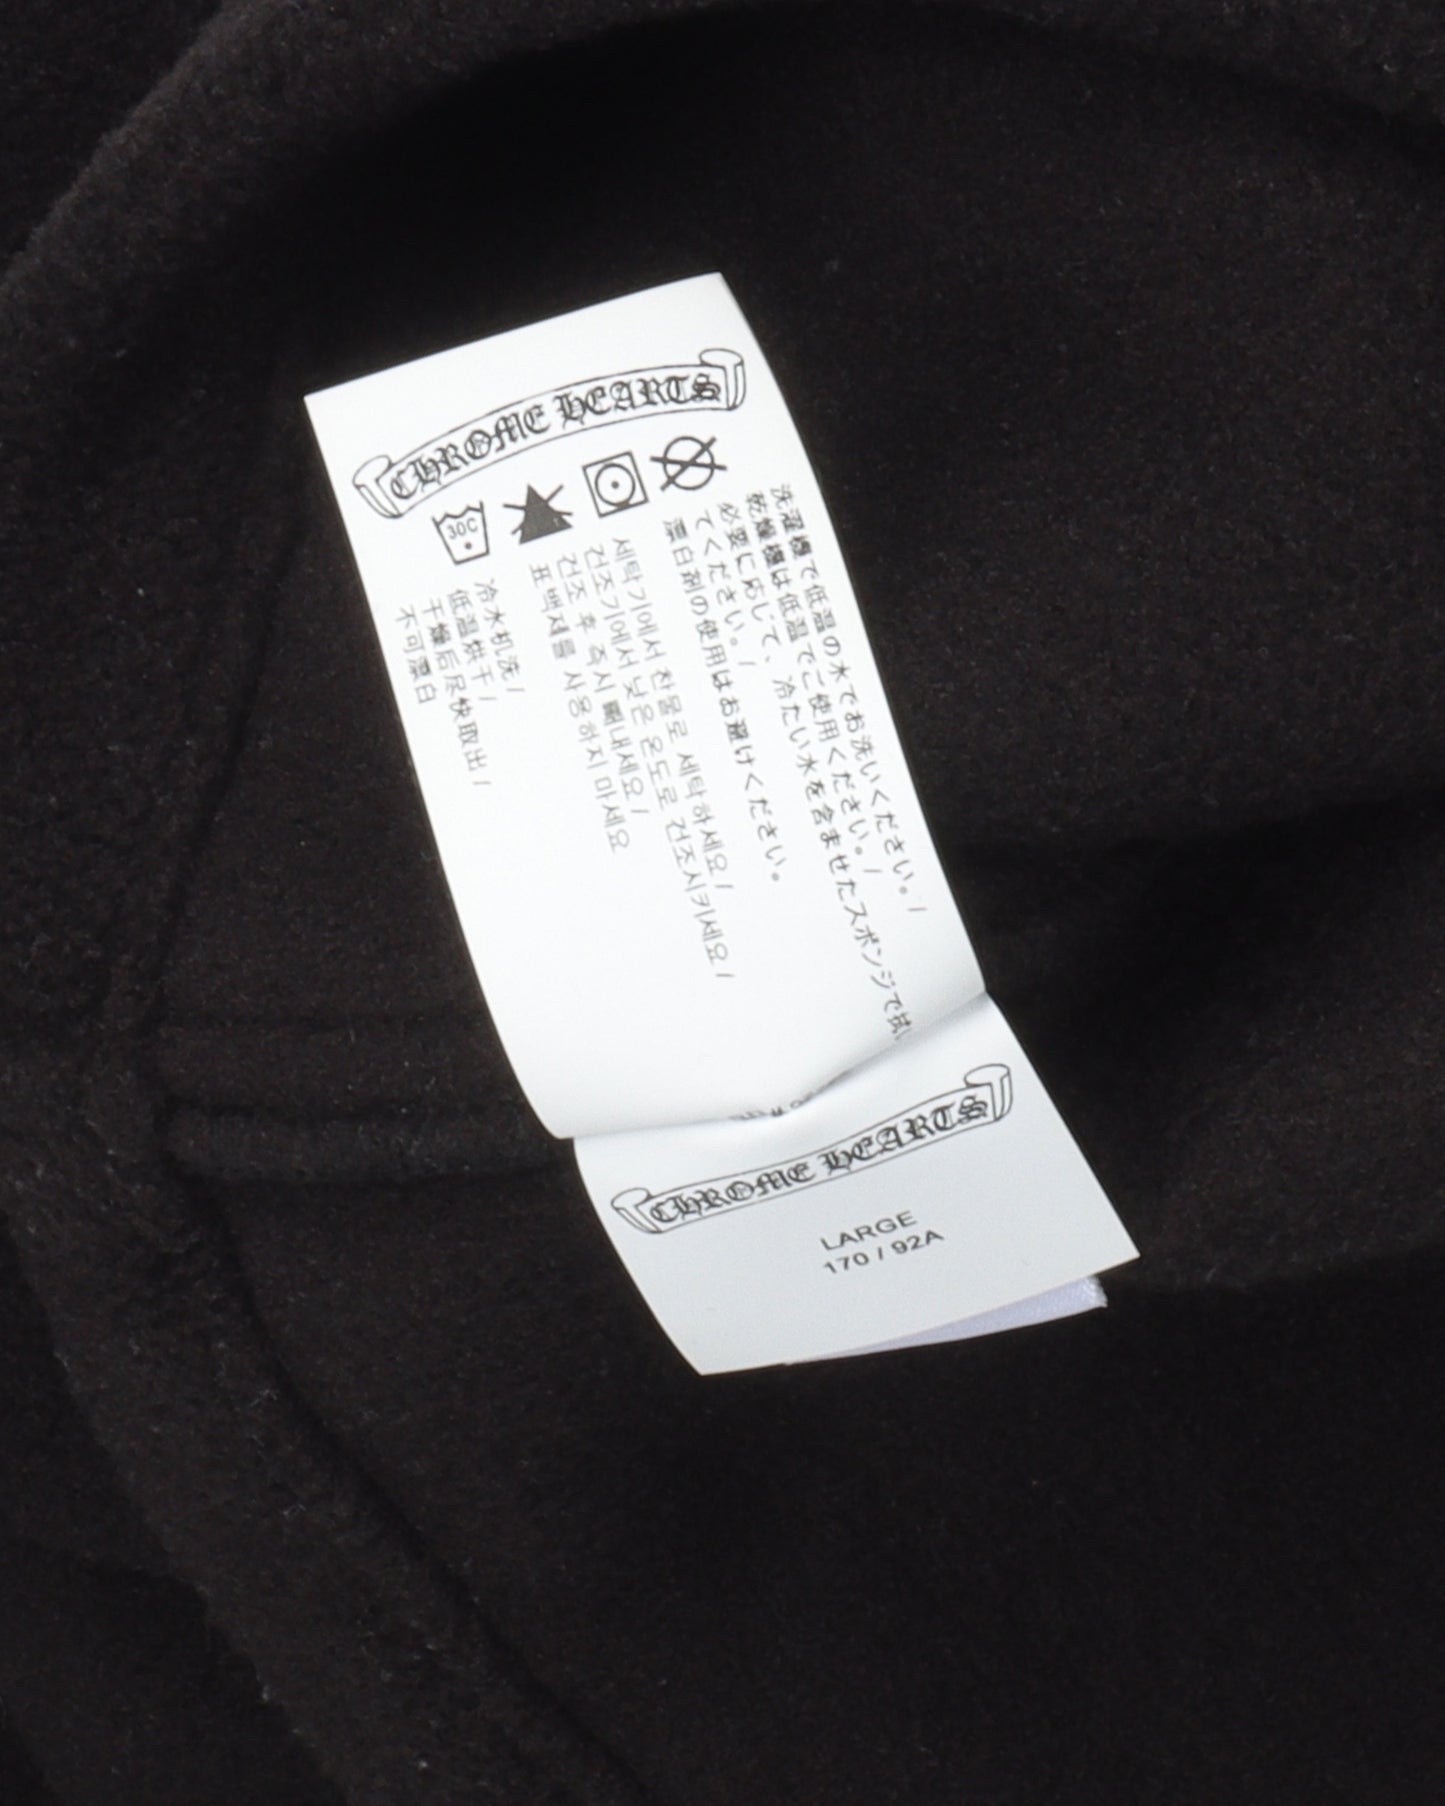 CHROME HEARTS
30C
洗濯機で低温の水でお洗いください。/
乾燥機は低温でご使用ください。/
必要に応じて、冷たい水を含ませたスポンジで拭い
てください。/
漂白剤の使用はお避けください。
세탁기에서 찬물로 세탁하세요/
건조기에서 낮은 온도로 건조시키세요/
건조 후 즉시 빼내세요/
표백제를 사용하지 마세요
冷水机洗/
低温烘干/
干燥后尽快取出/
不可漂白
CHROME HEARTS
LARGE
170 / 92A